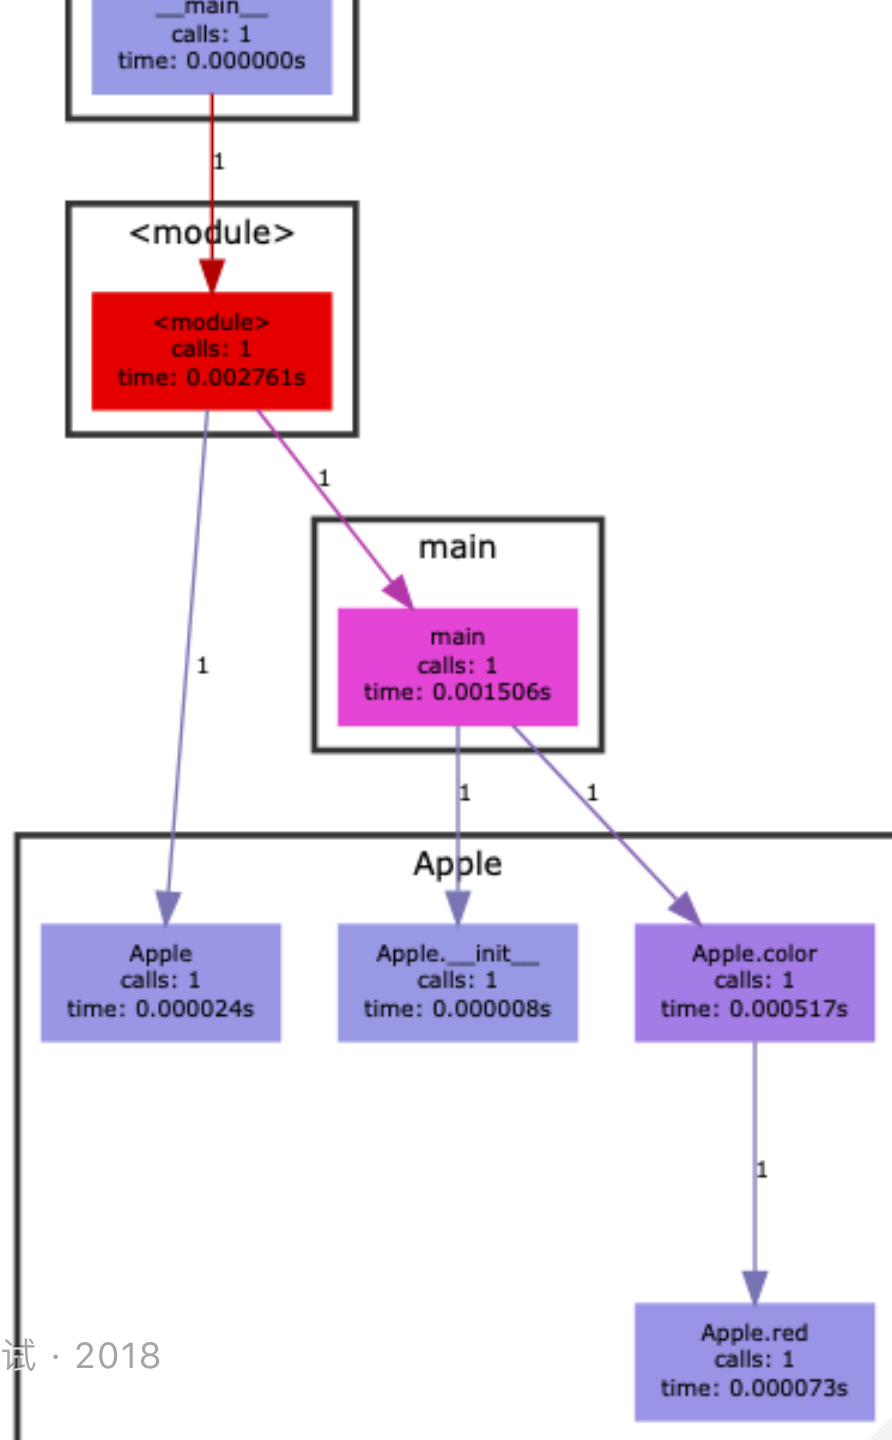 __main__
calls: 1
time: 0.000000s
1
<module>
<module>
calls: 1
time: 0.002761s
1
main
main
calls: 1
time: 0.001506s
1
1
1
Apple
Apple
calls: 1
time: 0.000024s
Apple.__init__
calls: 1
time: 0.000008s
Apple.color
calls: 1
time: 0.000517s
1
Apple.red
calls: 1
time: 0.000073s
试 · 2018